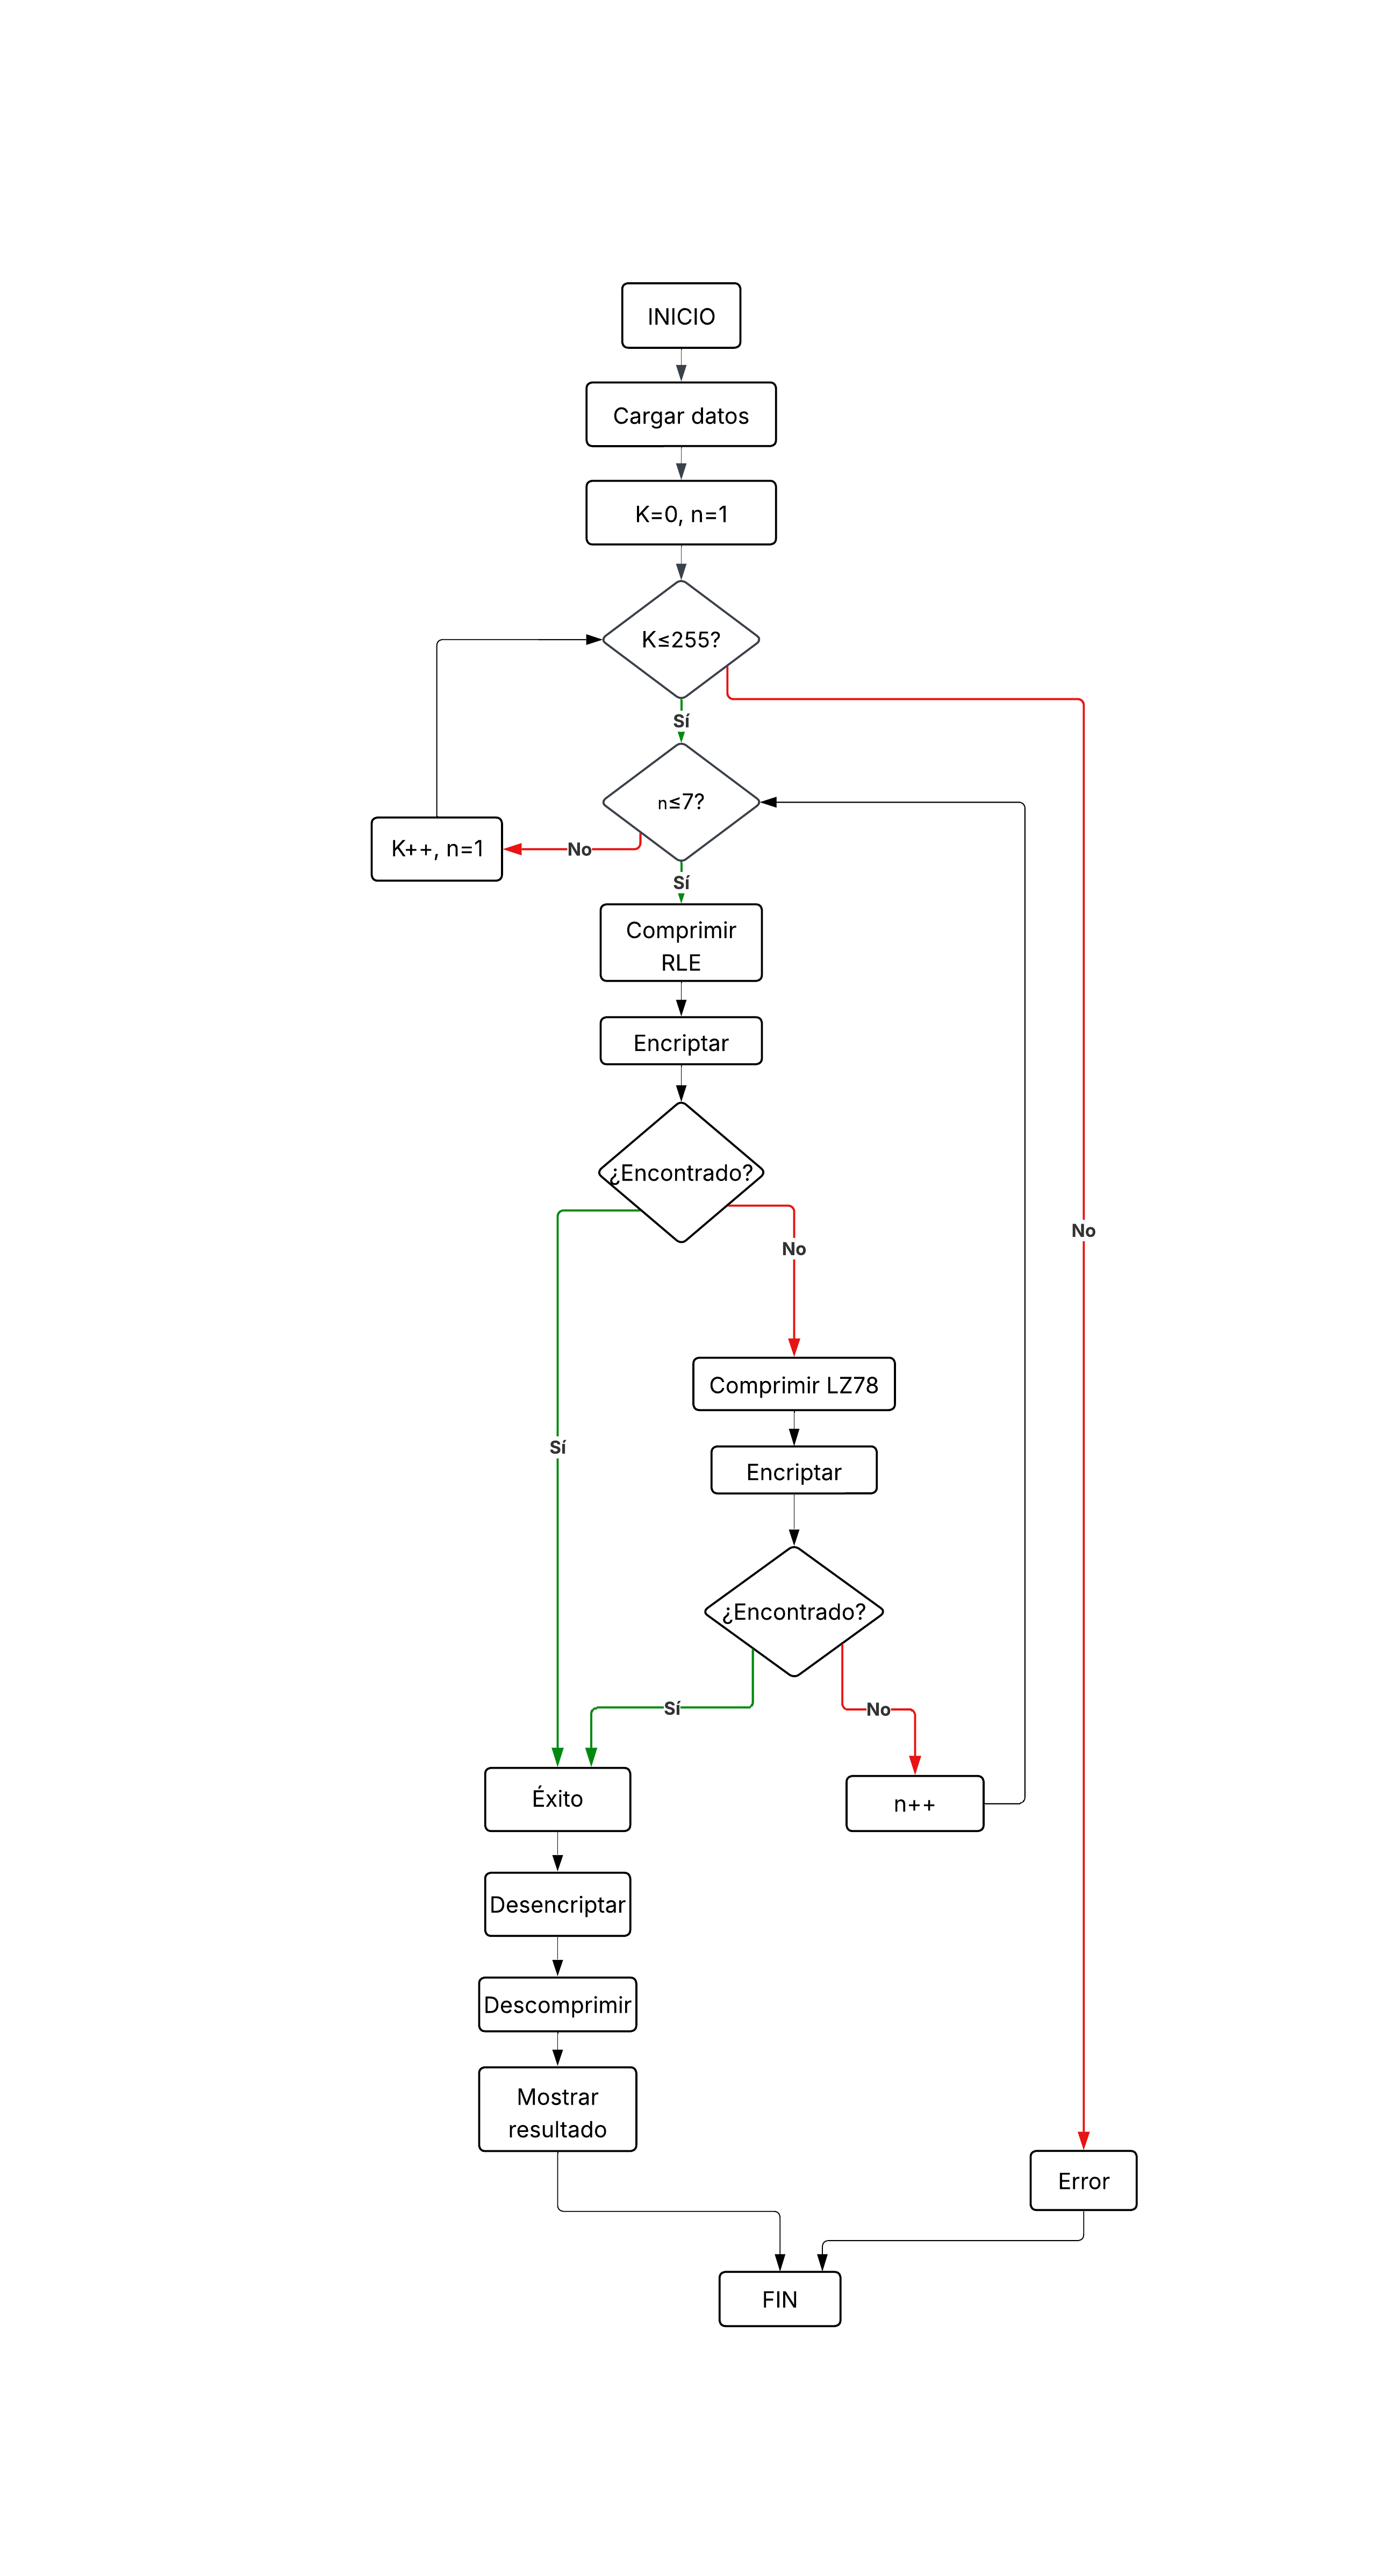 INICIO
Cargar datos
K=0, n=1
K≤255?
Sí
n≤7?
K++, n=1
No
Sí
Comprimir
RLE
Encriptar
¿Encontrado?
No
No
Comprimir LZ78
Sí
Encriptar
¿Encontrado?
Sí
No
Éxito
n++
Desencriptar
Descomprimir
Mostrar
resultado
Error
FIN